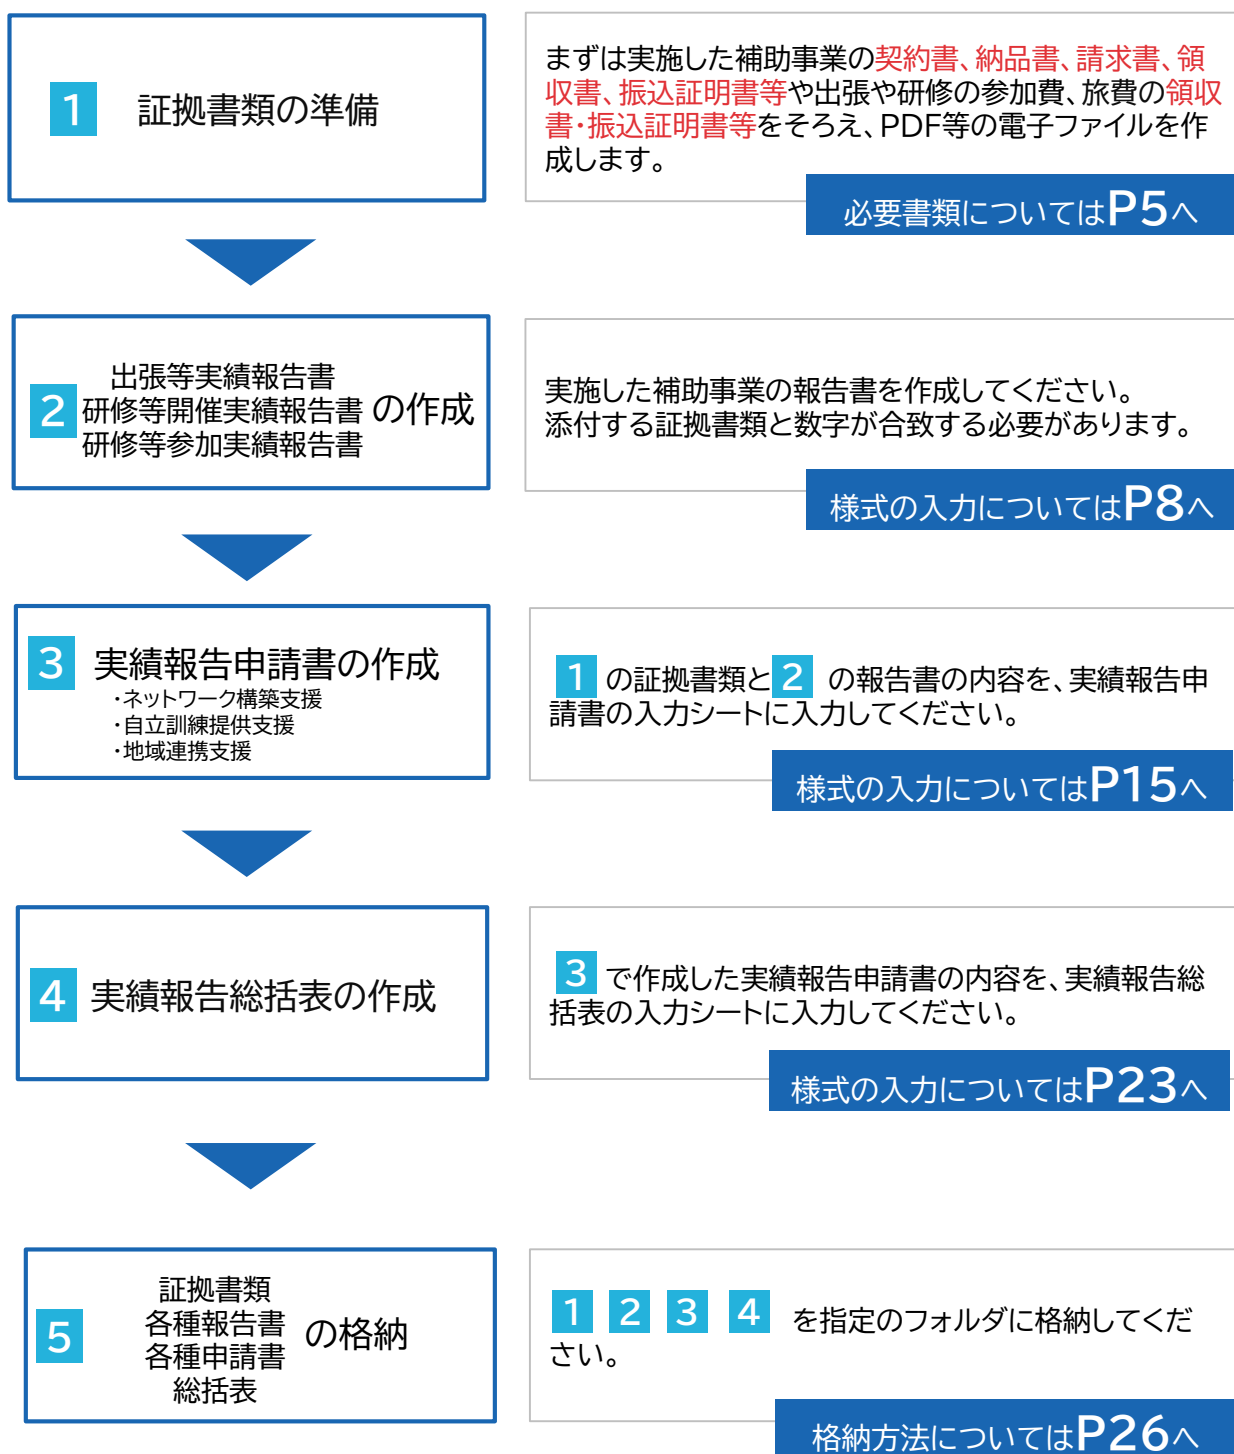 1 証拠書類の準備
まずは実施した補助事業の契約書、納品書、請求書、領
収書、振込証明書等や出張や研修の参加費、旅費の領収
書・振込証明書等をそろえ、PDF等の電子ファイルを作
成します。
必要書類についてはP5へ
出張等実績報告書
2 研修等開催実績報告書 の作成
研修等参加実績報告書
実施した補助事業の報告書を作成してください。
添付する証拠書類と数字が合致する必要があります。
様式の入力についてはP8へ
3 実績報告申請書の作成
・ネットワーク構築支援
・自立訓練提供支援
・地域連携支援
1 の証拠書類と 2 の報告書の内容を、実績報告申
請書の入力シートに入力してください。
様式の入力についてはP15へ
4 実績報告総括表の作成
3 で作成した実績報告申請書の内容を、実績報告総
括表の入力シートに入力してください。
様式の入力についてはP23へ
証拠書類
各種報告書
5 の格納
各種申請書
総括表
1 2 3 4 を指定のフォルダに格納してくだ
さい。
格納方法についてはP26へ